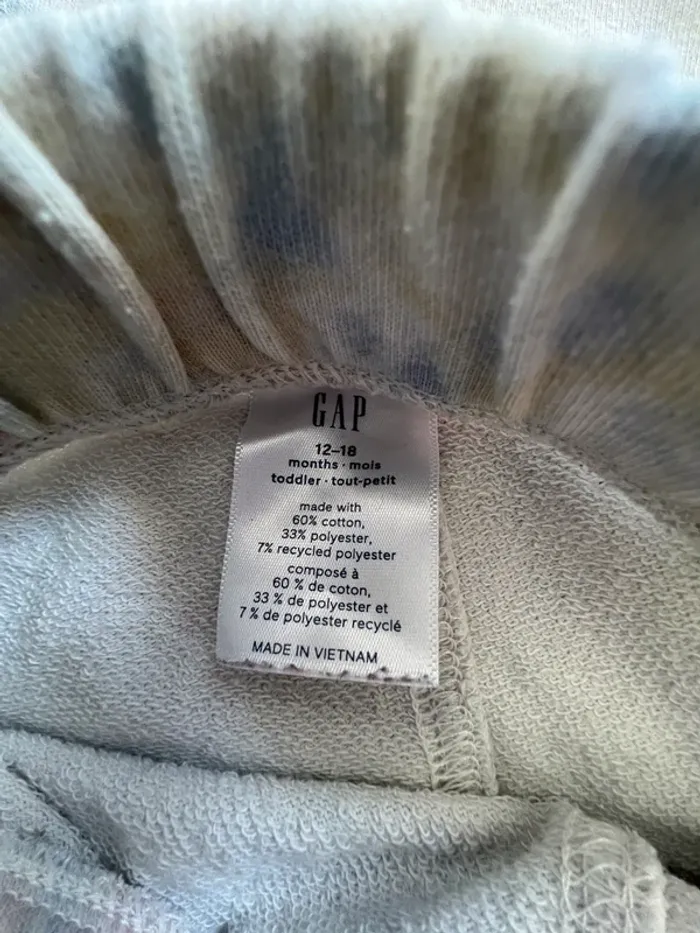 GAP
12–18
months · mois
toddler · tout-petit
made with
60% cotton,
33% polyester,
7% recycled polyester
composé à
60 % de coton,
33 % de polyester et
7 % de polyester recyclé
MADE IN VIETNAM